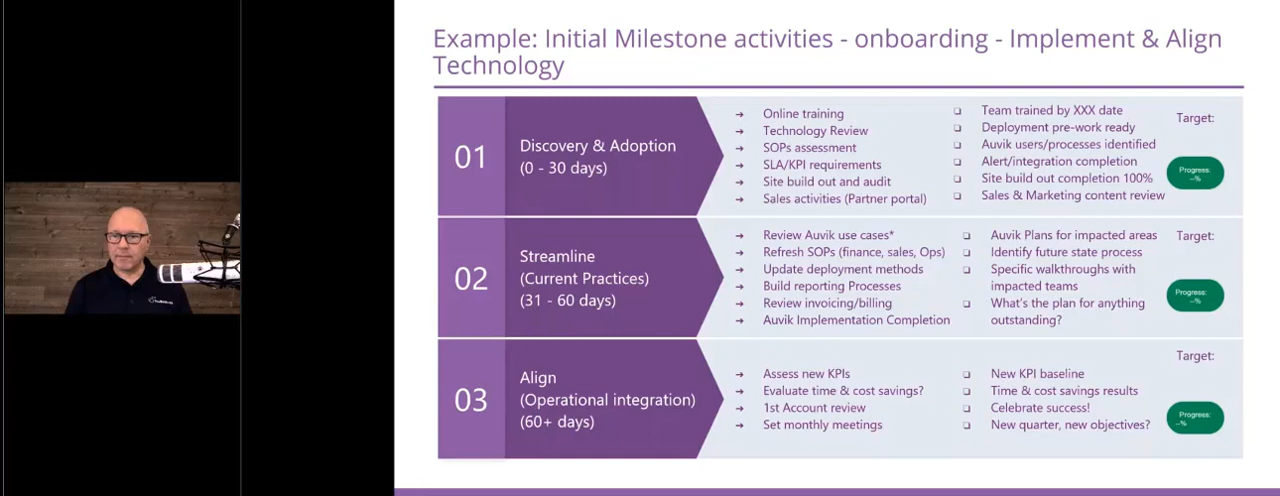 Example: Initial Milestone activities - onboarding - Implement & Align
Technology
01
Discovery & Adoption
(0 - 30 days)
➔ Online training
➔ Technology Review
➔ SOPs assessment
➔ SLA/KPI requirements
➔ Site build out and audit
➔ Sales activities (Partner portal)
❏ Team trained by XXX date
❏ Deployment pre-work ready
❏ Auvik users/processes identified
❏ Alert/integration completion
❏ Site build out completion 100%
❏ Sales & Marketing content review
Target:
Progress:
--%
02
Streamline
(Current Practices)
(31 - 60 days)
➔ Review Auvik use cases*
➔ Refresh SOPs (finance, sales, Ops)
➔ Update deployment methods
➔ Build reporting Processes
➔ Review invoicing/billing
➔ Auvik Implementation Completion
❏ Auvik Plans for impacted areas
❏ Identify future state process
❏ Specific walkthroughs with
impacted teams
❏ What's the plan for anything
outstanding?
Target:
Progress:
--%
03
Align
(Operational integration)
(60+ days)
➔ Assess new KPIs
➔ Evaluate time & cost savings?
➔ 1st Account review
➔ Set monthly meetings
❏ New KPI baseline
❏ Time & cost savings results
❏ Celebrate success!
❏ New quarter, new objectives?
Target:
Progress:
--%